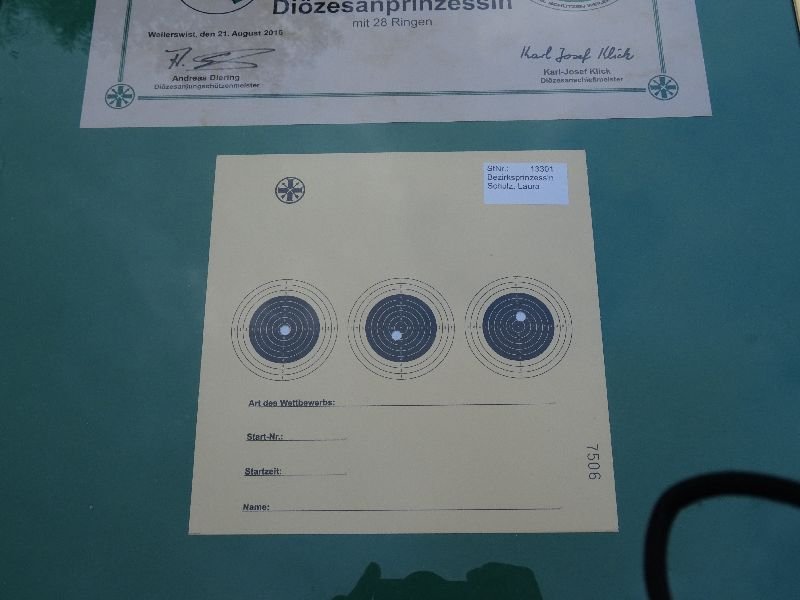 Diözesanprinzessin
mit 28 Ringen
Weilerswist, den 21. August 2016
Andreas Diering
Diözesanjungschützenmeister
Karl Josef Klick
Karl-Josef Klick
Diözesanschießmeister
StNr.: 13301
Bezirksprinzessin
Schulz, Laura
Art des Wettbewerbs:
Start-Nr.:
Startzeit:
Name:
7506